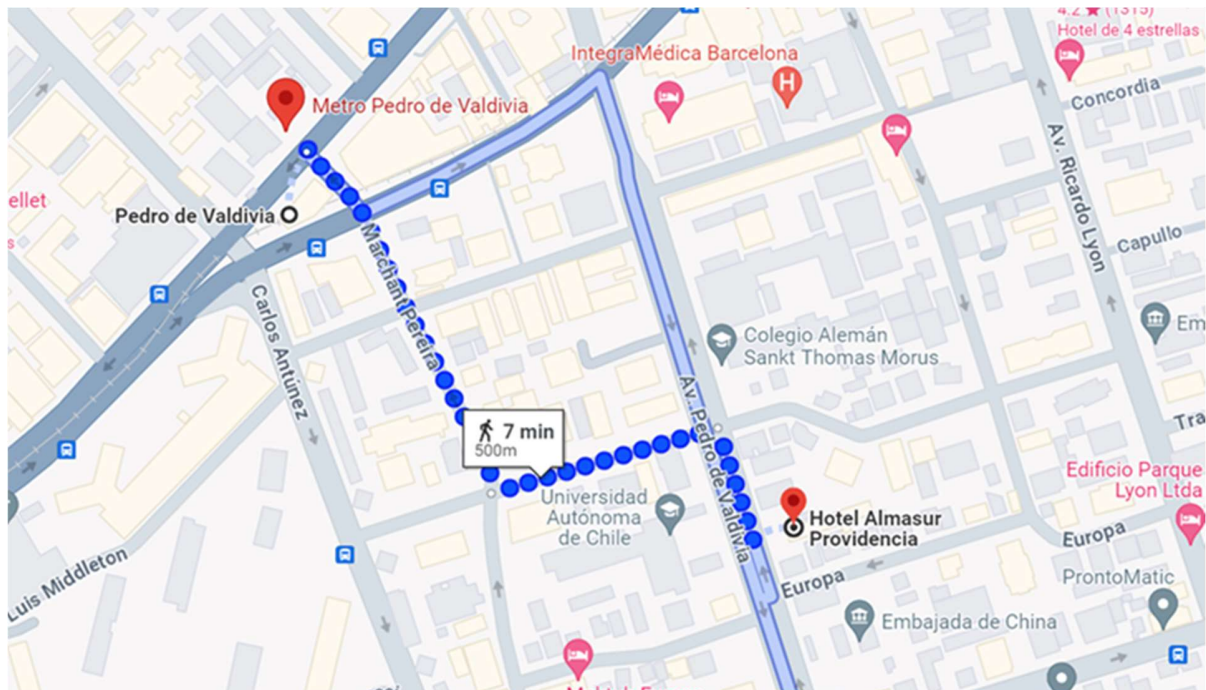 4.2 ★ (1315)
Hotel de 4 estrellas
IntegraMédica Barcelona
H
Concordia
Metro Pedro de Valdivia
Av. Ricardo Lyon
ellet
s
Pedro de Valdivia
Marchant Pereira
Capullo
Carlos Antúnez
Em
Colegio Alemán
Sankt Thomas Morus
Av. Pedro de Valdivia
7 min
500m
Tra
Edificio Parque
Lyon Ltda
Universidad
Autónoma
de Chile
Hotel Almasur
Providencia
Europa
Europa
Luis Middleton
ProntoMatic
Embajada de China